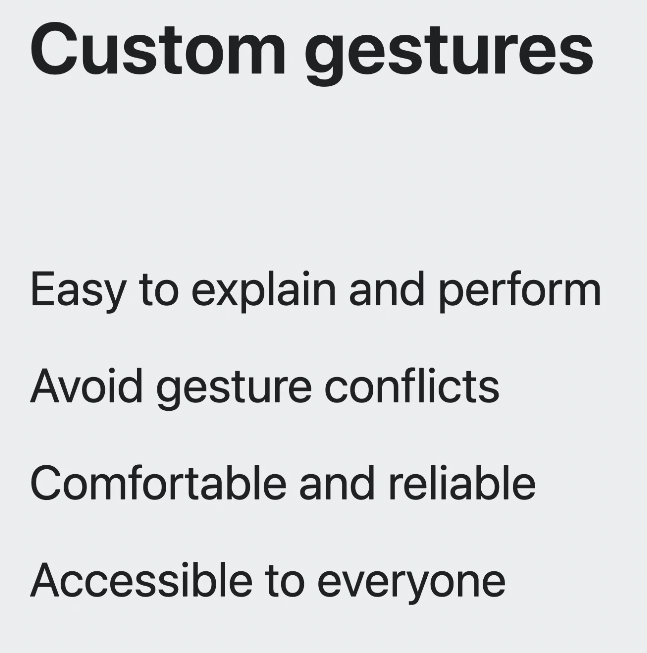 Custom gestures
Easy to explain and perform
Avoid gesture conflicts
Comfortable and reliable
Accessible to everyone